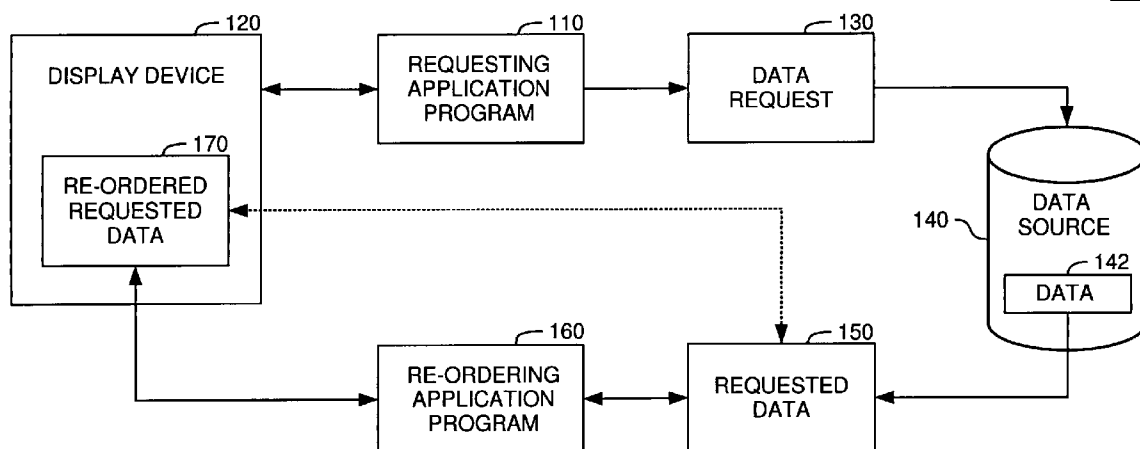 120
DISPLAY DEVICE
110
REQUESTING
APPLICATION
PROGRAM
130
DATA
REQUEST
170
RE-ORDERED
REQUESTED
DATA
140
DATA
SOURCE
142
DATA
160
RE-ORDERING
APPLICATION
PROGRAM
150
REQUESTED
DATA